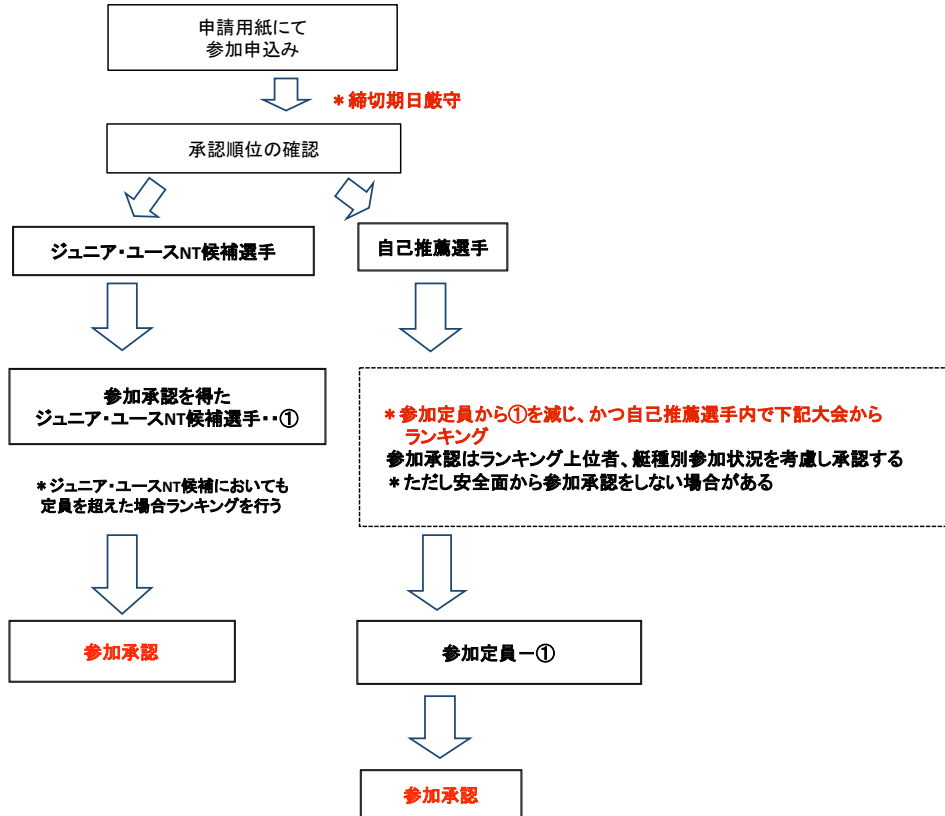 申請用紙にて
参加申込み
＊締切期日厳守
承認順位の確認
ジュニア・ユースNT候補選手
自己推薦選手
参加承認を得た
ジュニア・ユースNT候補選手・・①
＊参加定員から①を減じ、かつ自己推薦選手内で下記大会から
ランキング
参加承認はランキング上位者、艇種別参加状況を考慮し承認する
＊ただし安全面から参加承認をしない場合がある
＊ジュニア・ユースNT候補においても
定員を超えた場合ランキングを行う
参加承認
参加定員－①
参加承認